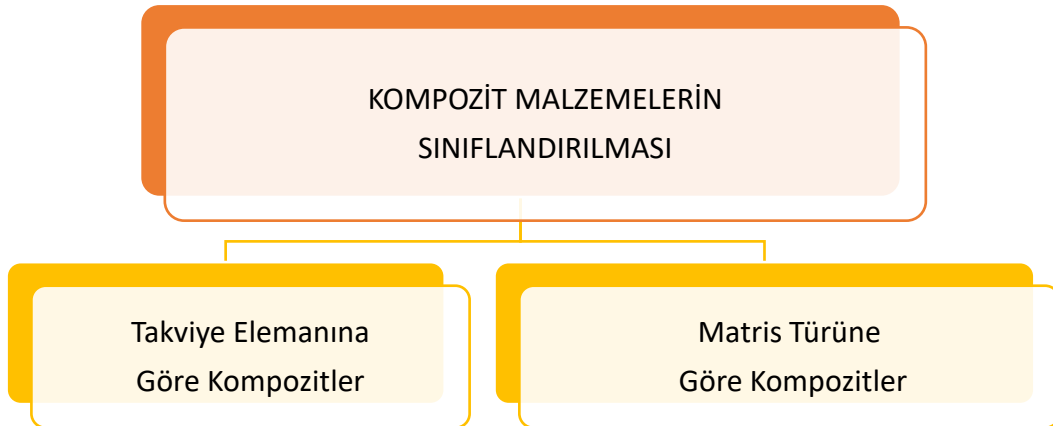 KOMPOZİT MALZEMELERİN
SINIFLANDIRILMASI
Takviye Elemanına
Göre Kompozitler
Matris Türüne
Göre Kompozitler